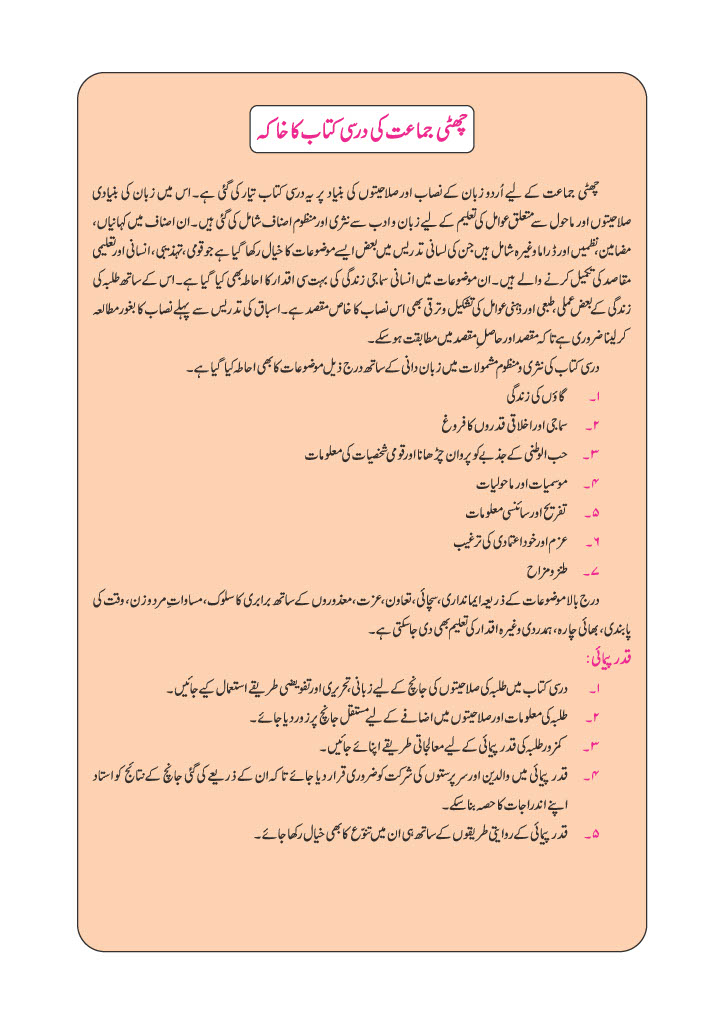 چھٹی جماعت کی درسی کتاب کا خاکہ
چھٹی جماعت کے لیے اُردو زبان کے نصاب اور صلاحیتوں کی بنیاد پر یہ درسی کتاب تیار کی گئی ہے۔ اس میں زبان کی بنیادی
صلاحیتوں اور ماحول سے متعلق عوامل کی تعلیم کے لیے زبان و ادب سے نثری اور منظوم اصناف شامل کی گئی ہیں۔ ان اصناف میں کہانیاں،
مضامین، نظمیں اور ڈراما وغیرہ شامل ہیں جن کی لسانی تدریس میں بعض ایسے موضوعات کا خیال رکھا گیا ہے جو قومی، تہذیبی، انسانی اور تعلیمی
مقاصد کی تکمیل کرنے والے ہیں۔ ان موضوعات میں انسانی سماجی زندگی کی بہت سی اقدار کا احاطہ بھی کیا گیا ہے۔ اس کے ساتھ طلبہ کی
زندگی کے بعض عملی، طبعی اور ذہنی عوامل کی تشکیل و ترقی بھی اس نصاب کا خاص مقصد ہے۔ اسباق کی تدریس سے پہلے نصاب کا بغور مطالعہ
کر لینا ضروری ہے تاکہ مقصد اور حاصلِ مقصد میں مطابقت ہو سکے۔
درسی کتاب کی نثری و منظوم مشمولات میں زبان دانی کے ساتھ درج ذیل موضوعات کا بھی احاطہ کیا گیا ہے۔
۱۔ گاؤں کی زندگی
۲۔ سماجی اور اخلاقی قدروں کا فروغ
۳۔ حب الوطنی کے جذبے کو پروان چڑھانا اور قومی شخصیات کی معلومات
۴۔ موسمیات اور ماحولیات
۵۔ تفریح اور سائنسی معلومات
۶۔ عزم اور خود اعتمادی کی ترغیب
۷۔ طنز و مزاح
درج بالا موضوعات کے ذریعہ ایمانداری، سچائی، تعاون، عزت، معذوروں کے ساتھ برابری کا سلوک، مساواتِ مرد و زن، وقت کی
پابندی، بھائی چارہ، ہمدردی وغیرہ اقدار کی تعلیم بھی دی جا سکتی ہے۔
قدر پیمائی:
۱۔ درسی کتاب میں طلبہ کی صلاحیتوں کی جانچ کے لیے زبانی، تحریری اور تفویضی طریقے استعمال کیے جائیں۔
۲۔ طلبہ کی معلومات اور صلاحیتوں میں اضافے کے لیے مستقل جانچ پر زور دیا جائے۔
۳۔ کمزور طلبہ کی قدر پیمائی کے لیے معالجاتی طریقے اپنائے جائیں۔
۴۔ قدر پیمائی میں والدین اور سرپرستوں کی شرکت کو ضروری قرار دیا جائے تاکہ ان کے ذریعے کی گئی جانچ کے نتائج کو استاد
اپنے اندراجات کا حصہ بنا سکے۔
۵۔ قدر پیمائی کے روایتی طریقوں کے ساتھ ہی ان میں تنوّع کا بھی خیال رکھا جائے۔